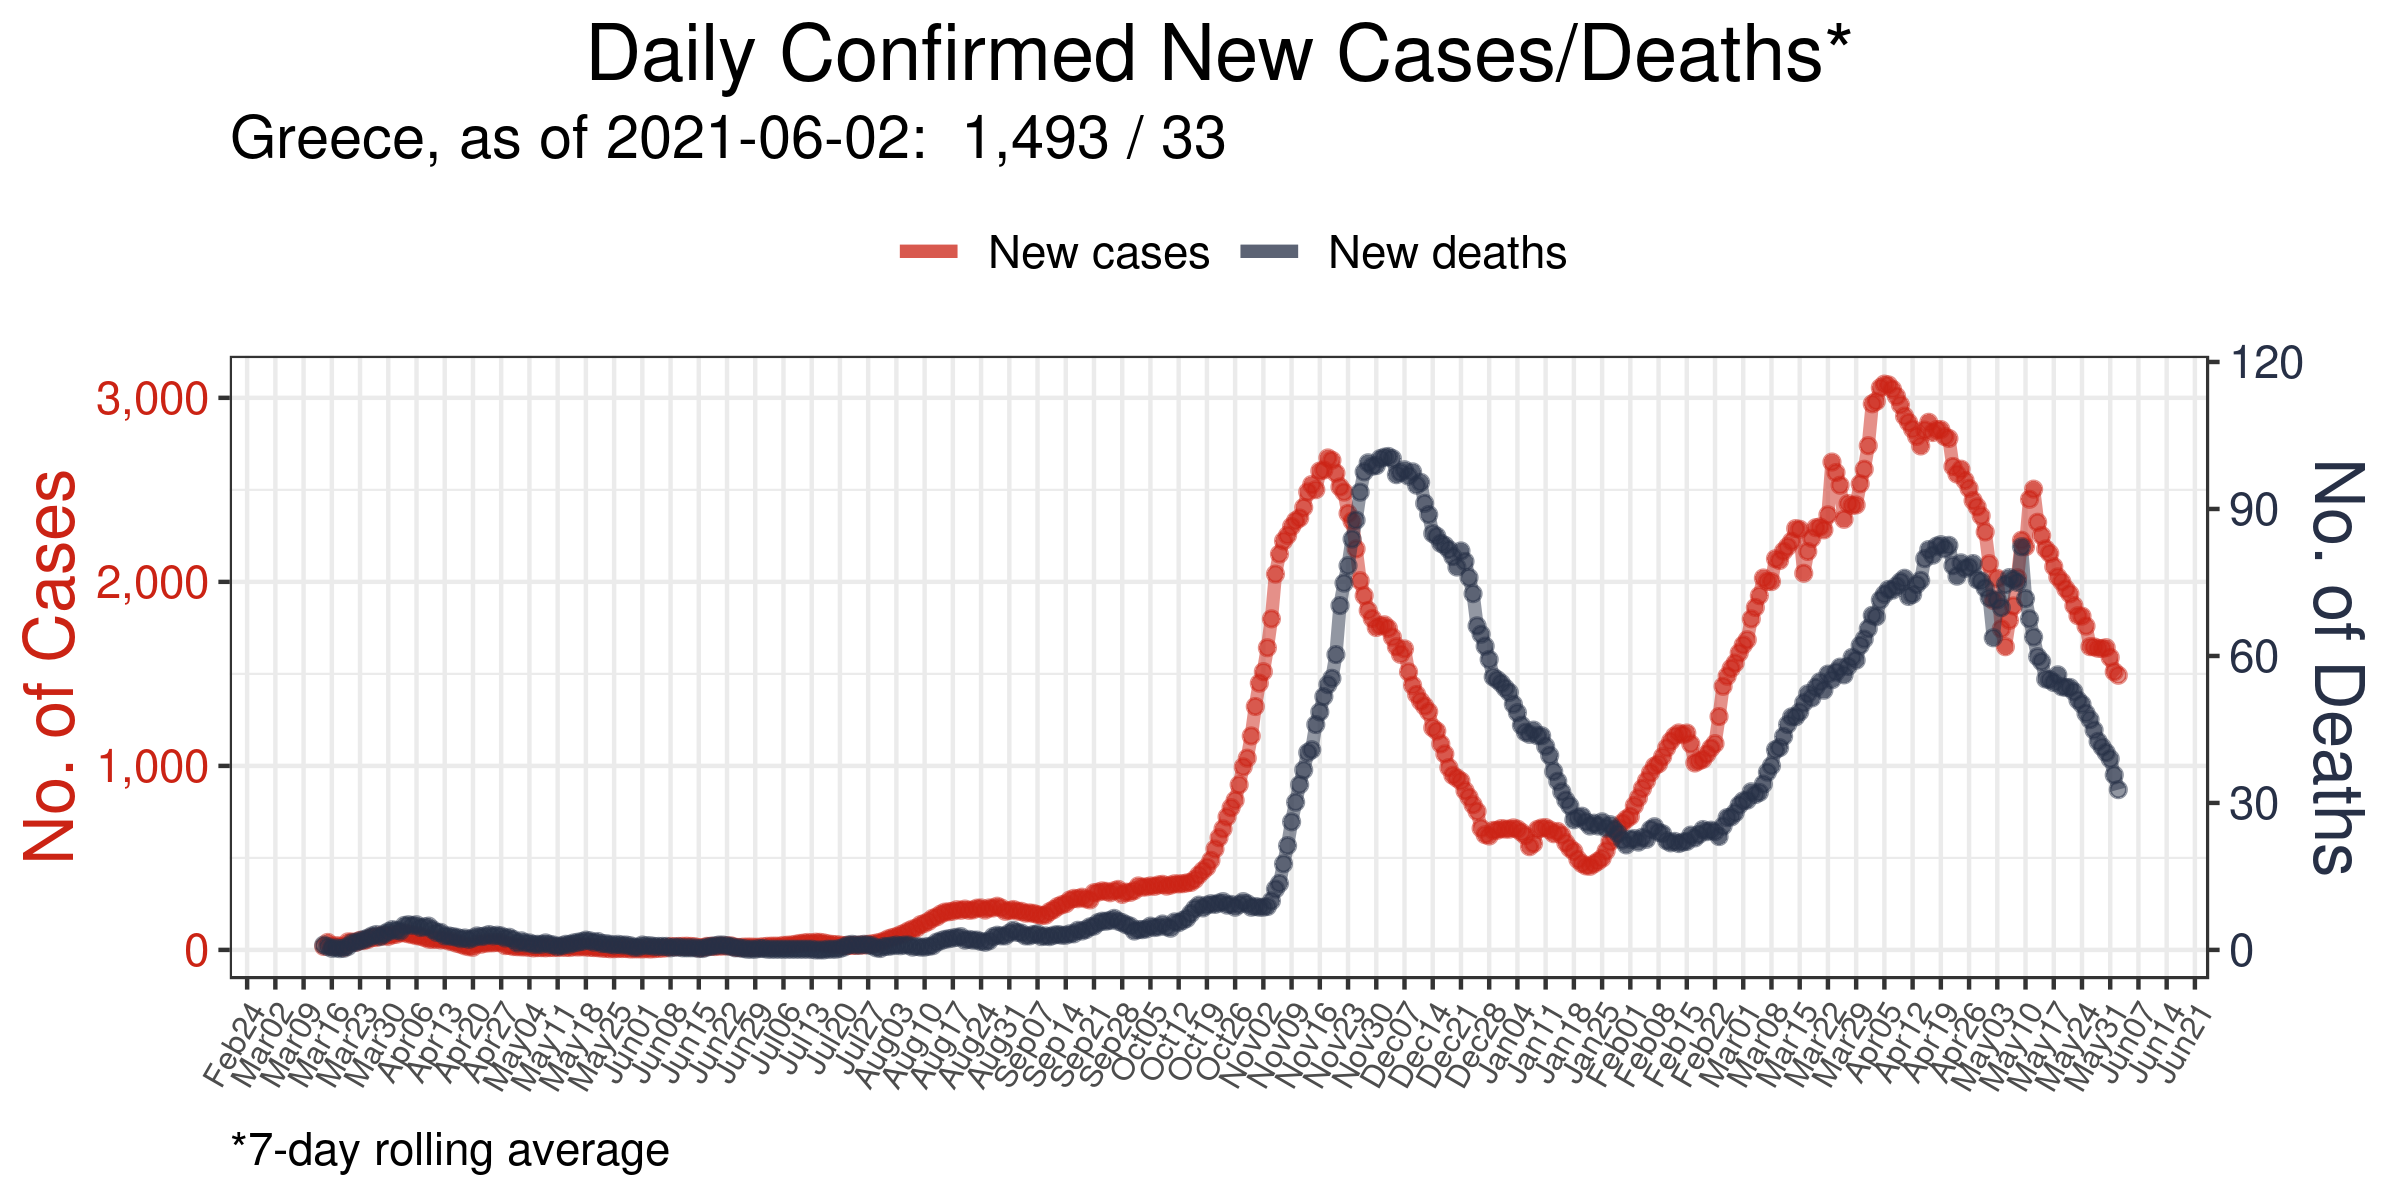 Daily Confirmed New Cases/Deaths*
Greece, as of 2021-06-02:  1,493 / 33
New cases
New deaths
No. of Cases
3,000
2,000
1,000
0
120
90
60
30
0
No. of Deaths
Feb24
Mar02
Mar09
Mar16
Mar23
Mar30
Apr06
Apr13
Apr20
Apr27
May04
May11
May18
May25
Jun01
Jun08
Jun15
Jun22
Jun29
Jul06
Jul13
Jul20
Jul27
Aug03
Aug10
Aug17
Aug24
Aug31
Sep07
Sep14
Sep21
Sep28
Oct05
Oct12
Oct19
Oct26
Nov02
Nov09
Nov16
Nov23
Nov30
Dec07
Dec14
Dec21
Dec28
Jan04
Jan11
Jan18
Jan25
Feb01
Feb08
Feb15
Feb22
Mar01
Mar08
Mar15
Mar22
Mar29
Apr05
Apr12
Apr19
Apr26
May03
May10
May17
May24
May31
Jun07
Jun14
Jun21
*7-day rolling average